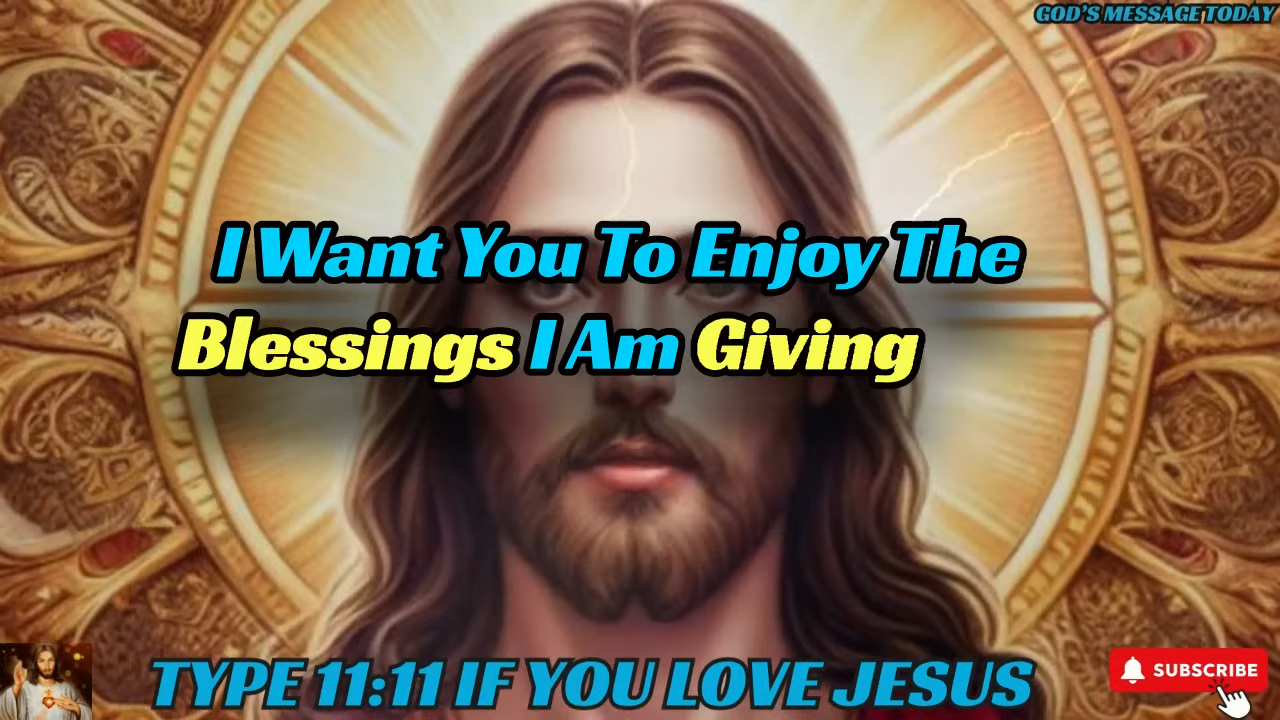 GOD'S MESSAGE TODAY
I Want You To Enjoy The
Blessings I Am Giving
TYPE 11:11 IF YOU LOVE JESUS
SUBSCRIBE